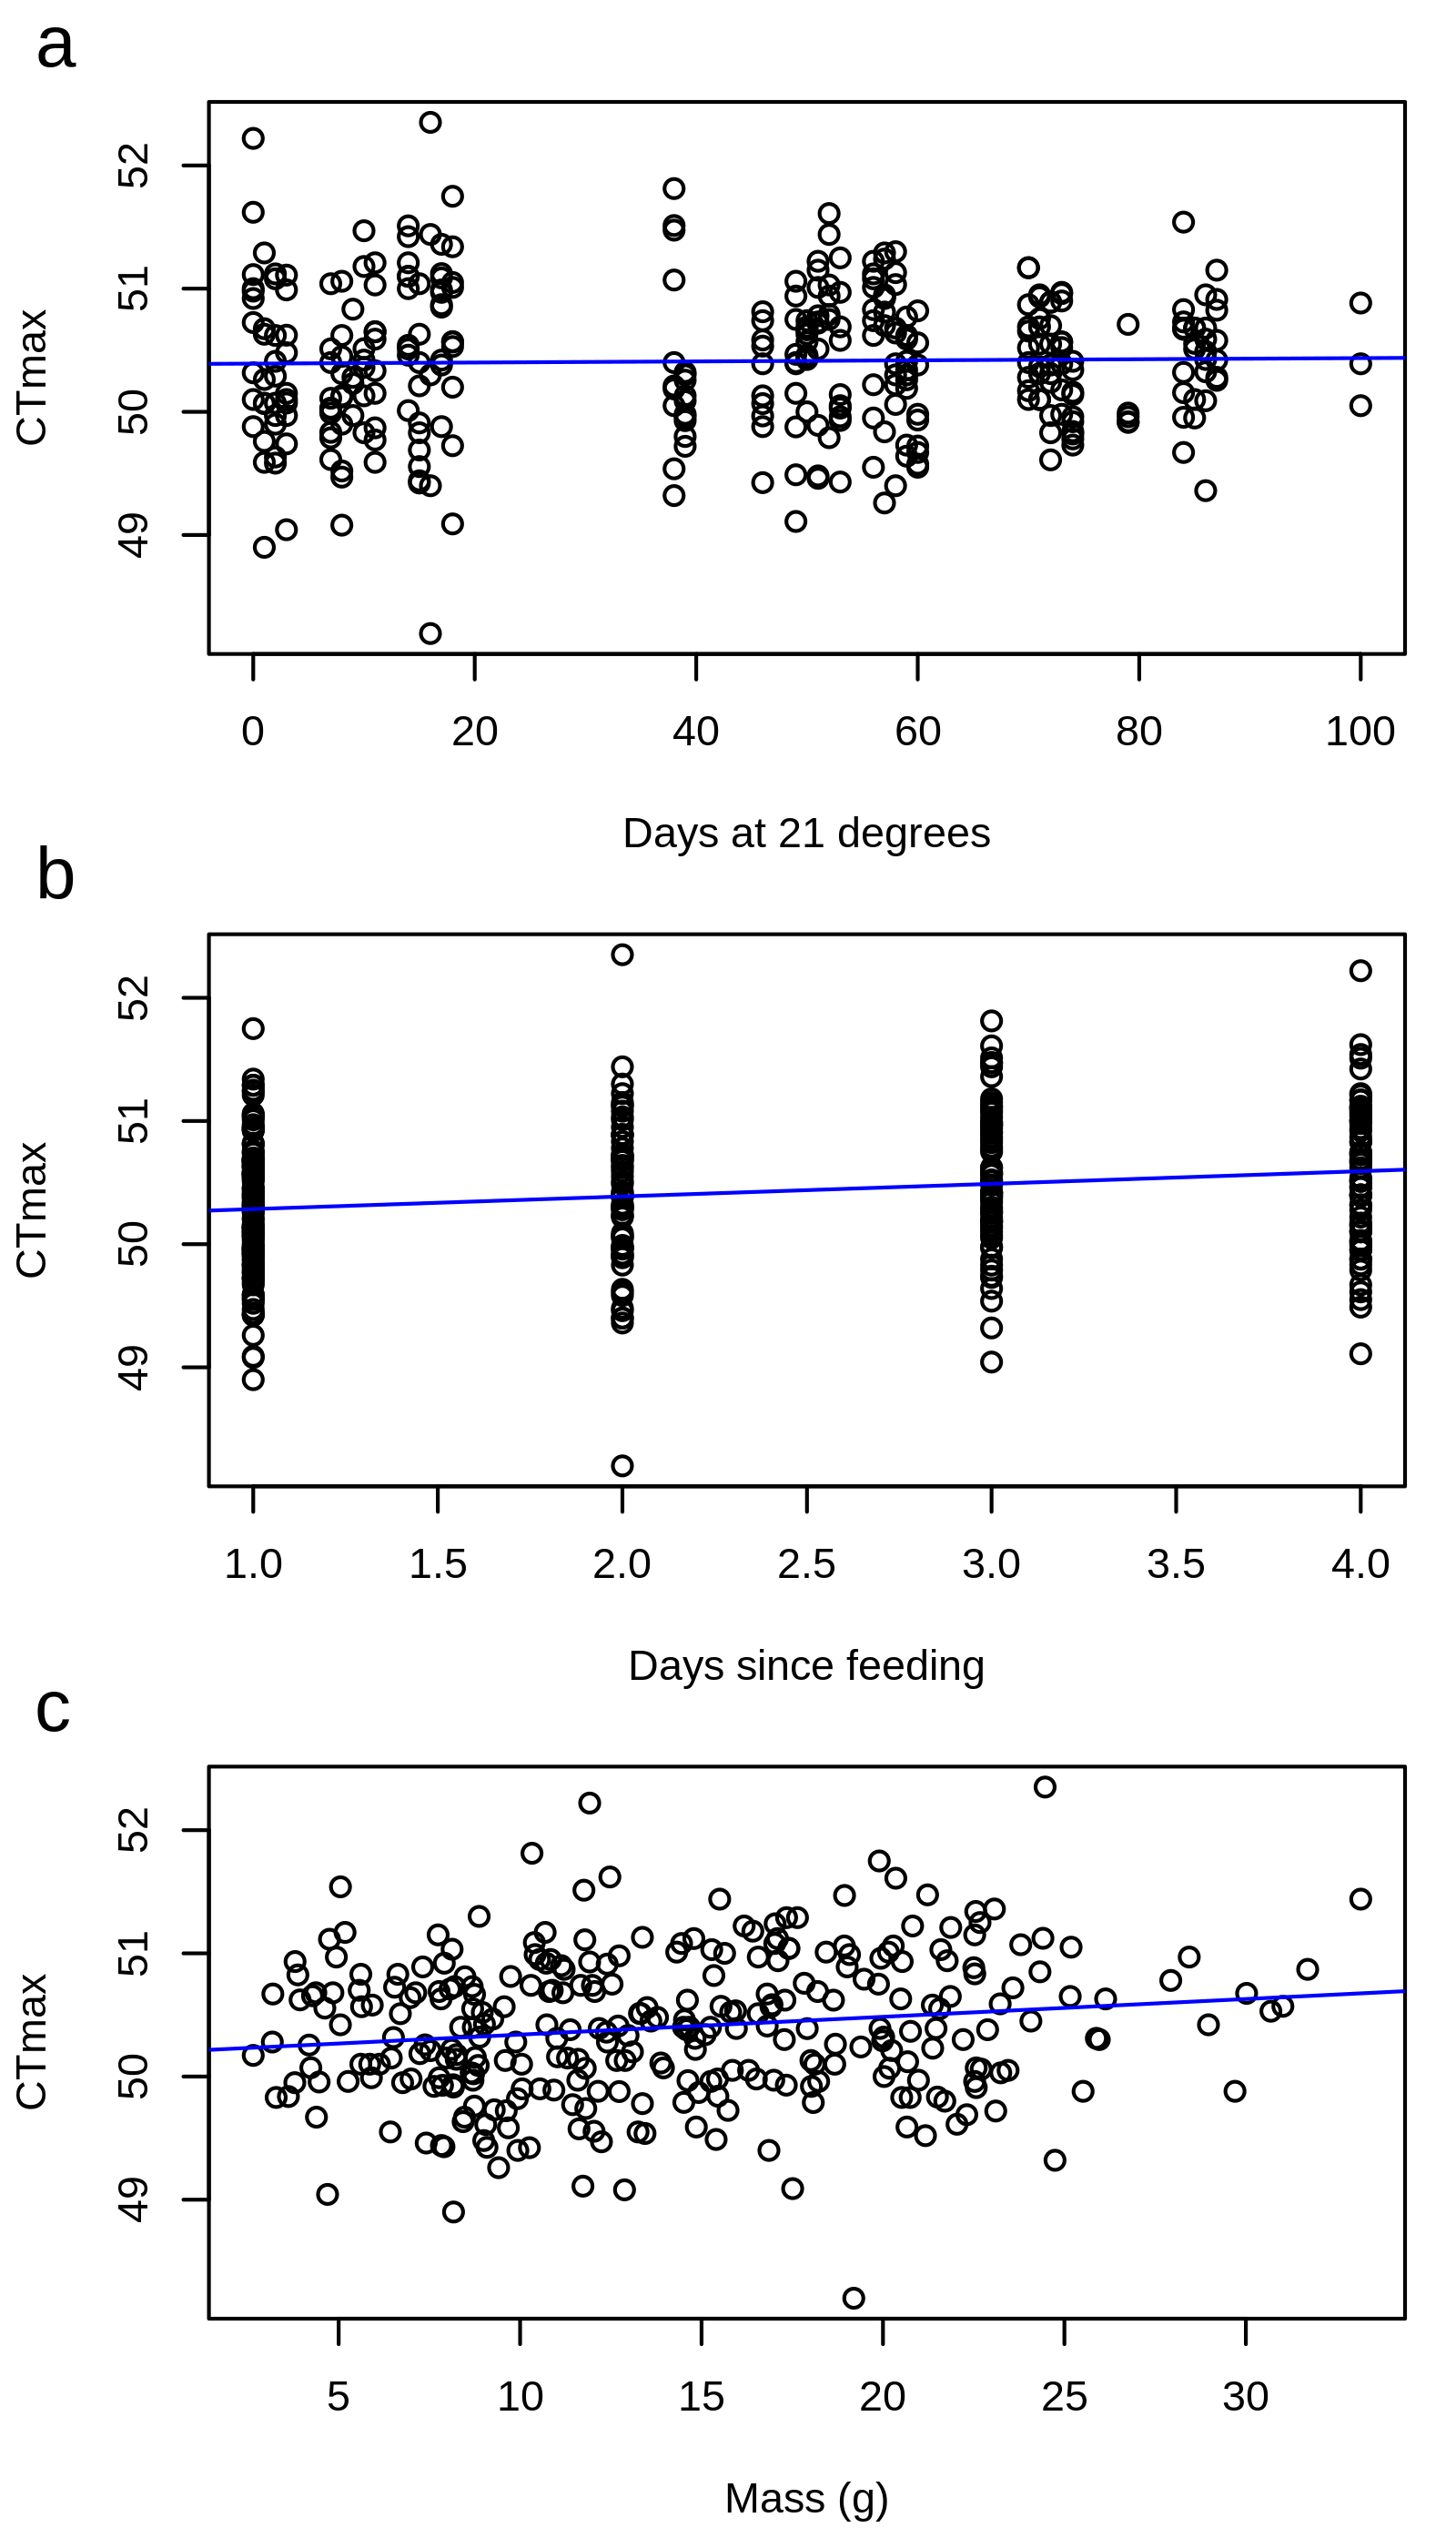 a
52
51
50
49
CTmax
0 20 40 60 80 100
Days at 21 degrees
b
52
51
50
49
CTmax
1.0 1.5 2.0 2.5 3.0 3.5 4.0
Days since feeding
c
52
51
50
49
CTmax
5 10 15 20 25 30
Mass (g)